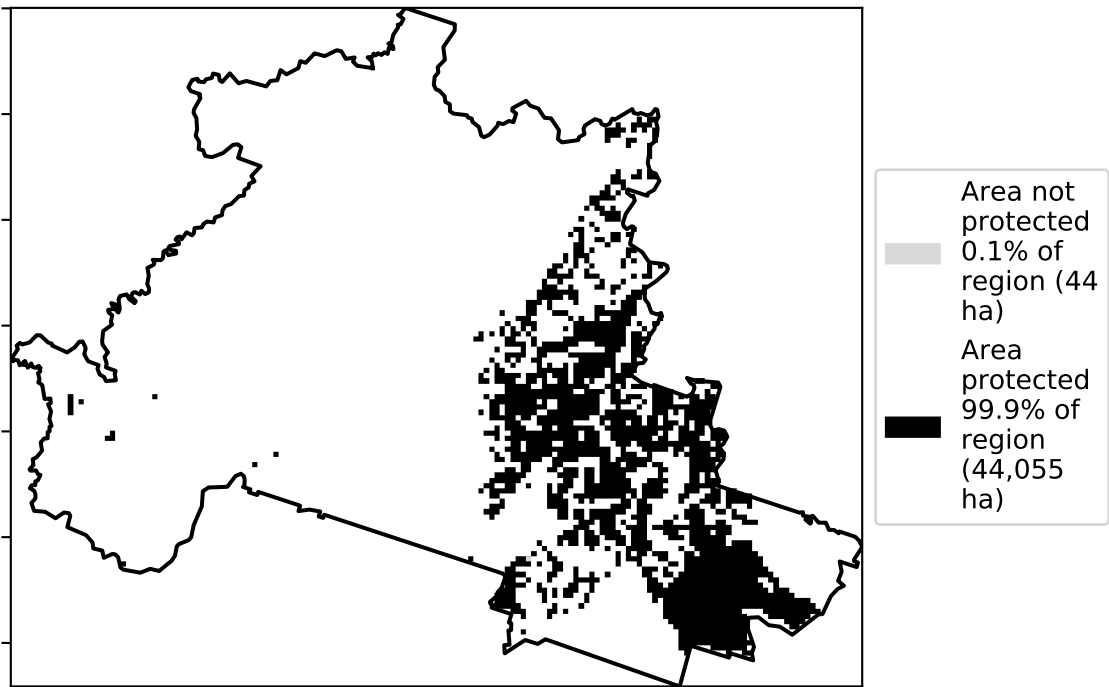 Area not
protected
0.1% of
region (44
ha)
Area
protected
99.9% of
region
(44,055
ha)